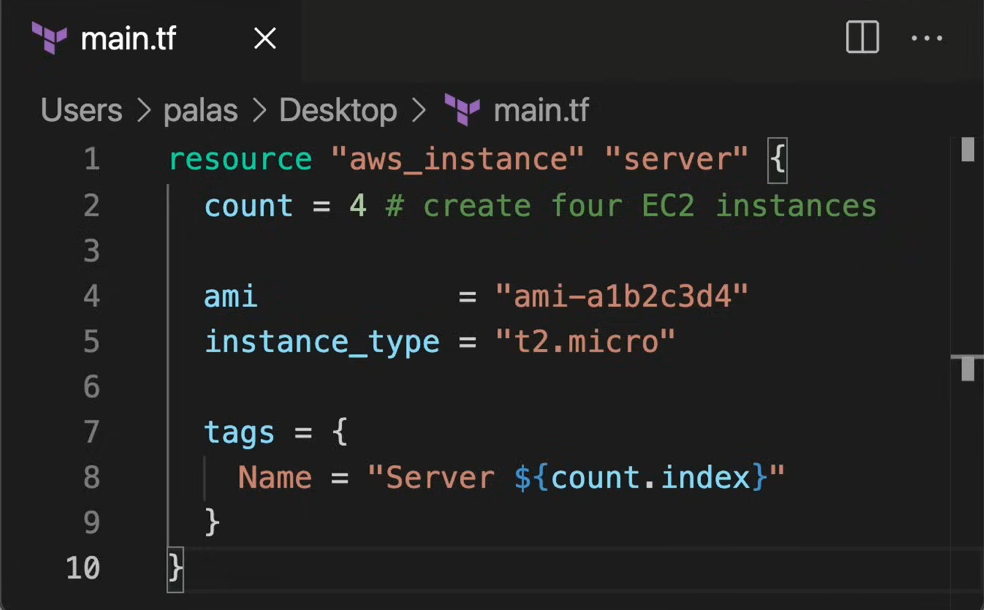 main.tf
Users > palas > Desktop > main.tf
1 resource "aws_instance" "server" {
2   count = 4 # create four EC2 instances
3
4   ami           = "ami-a1b2c3d4"
5   instance_type = "t2.micro"
6
7   tags = {
8     Name = "Server ${count.index}"
9   }
10 }